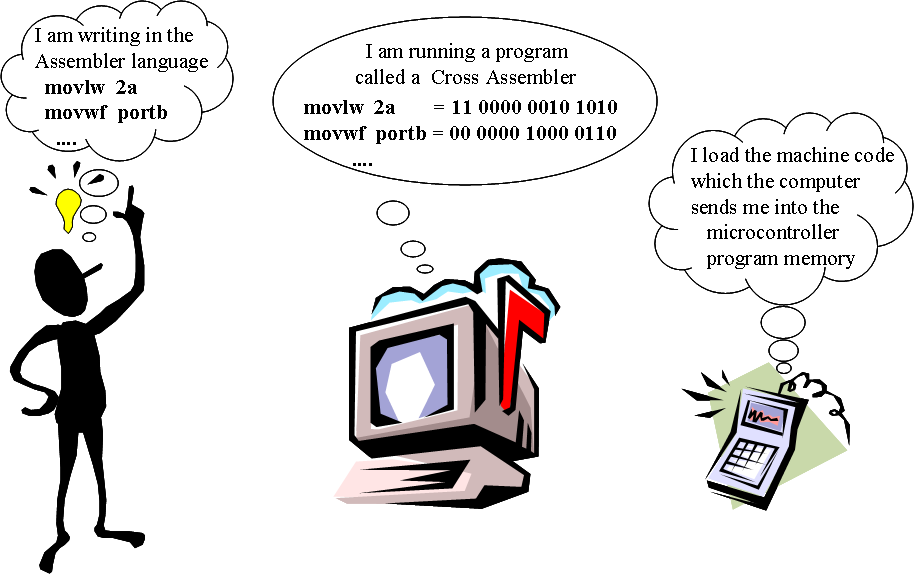 I am writing in the
Assembler language
movlw 2a
movwf portb
....
I am running a program
called a Cross Assembler
movlw 2a = 11 0000 0010 1010
movwf portb = 00 0000 1000 0110
....
I load the machine code
which the computer
sends me into the
microcontroller
program memory